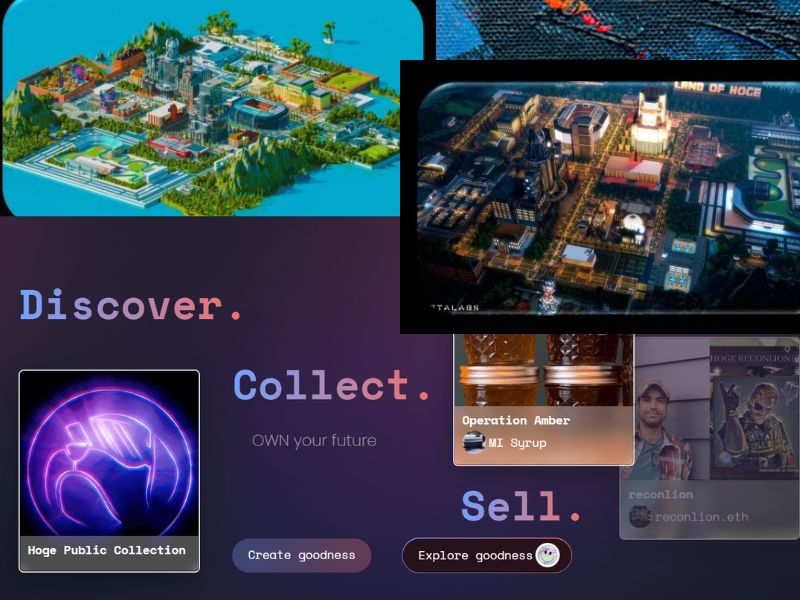 LAND OF HOGE
TALABS
Discover.
Collect.
OWN your future
Operation Amber
MI Syrup
HOGE RECONLION
reconlion
reconlion.eth
Sell.
Hoge Public Collection
Create goodness
Explore goodness